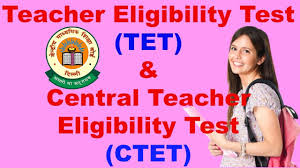 Teacher Eligibility Test
(TET)
&
Central Teacher
Eligibility Test
(CTET)